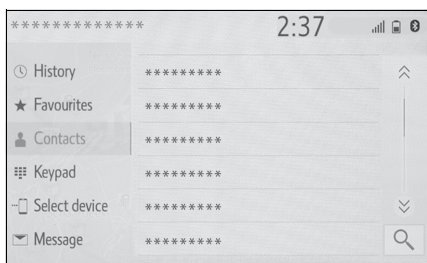 ************* 2:37
History *********
Favourites *********
Contacts *********
Keypad *********
Select device *********
Message *********